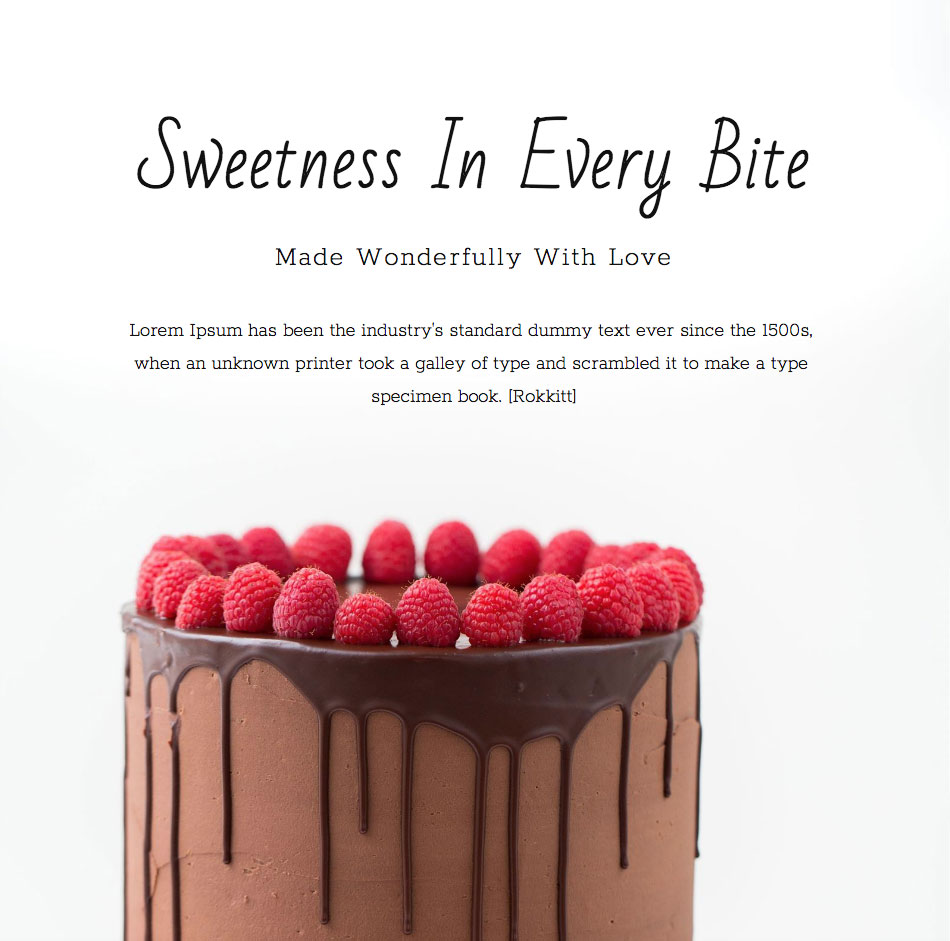 Sweetness In Every Bite
Made Wonderfully With Love
Lorem Ipsum has been the industry's standard dummy text ever since the 1500s,
when an unknown printer took a galley of type and scrambled it to make a type
specimen book. [Rokkitt]